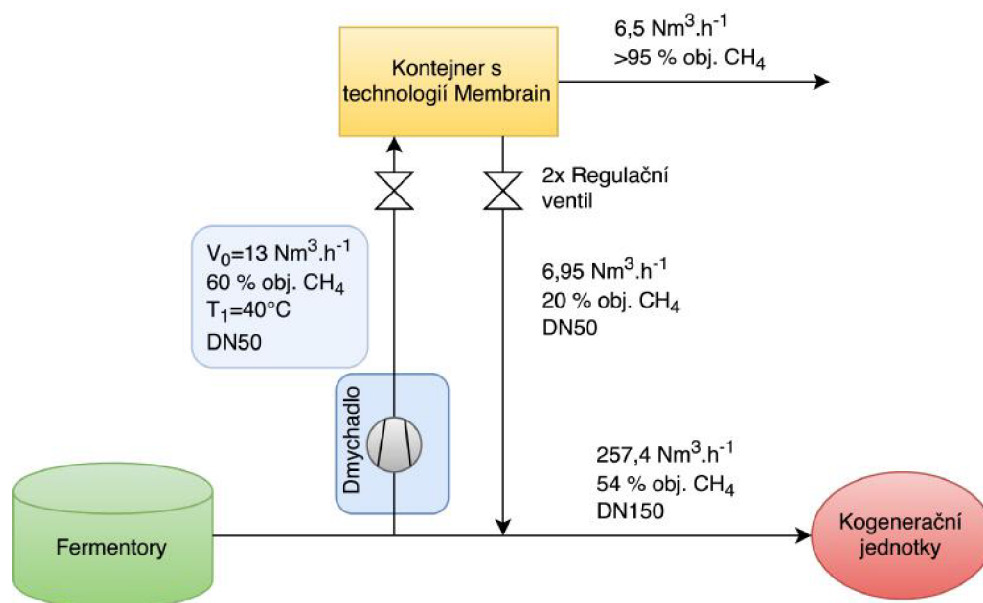 6,5 Nm³.h⁻¹
>95 % obj. CH₄
Kontejner s
technologií Membrain
2x Regulační
ventil
V₀=13 Nm³.h⁻¹
60 % obj. CH₄
T₁=40°C
DN50
6,95 Nm³.h⁻¹
20 % obj. CH₄
DN50
Dmychadlo
257,4 Nm³.h⁻¹
54 % obj. CH₄
DN150
Fermentory
Kogenerační
jednotky